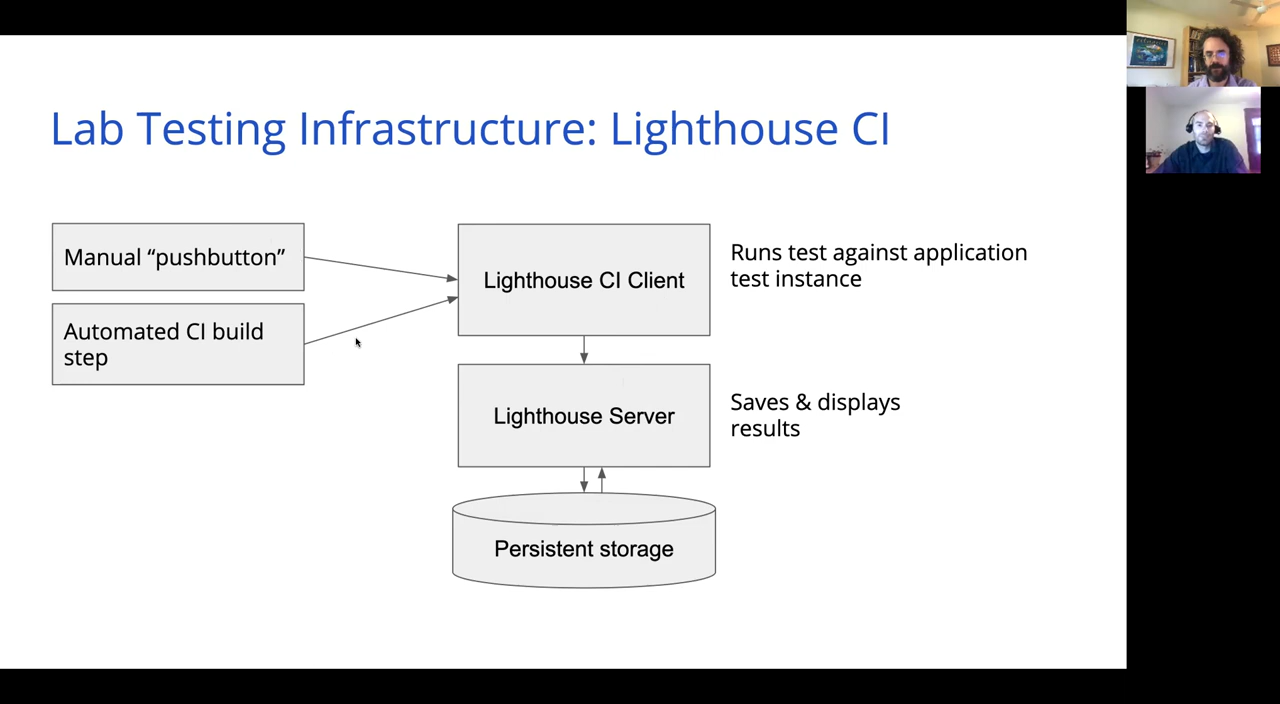 Lab Testing Infrastructure: Lighthouse CI
Manual “pushbutton”
Automated CI build
step
Lighthouse CI Client
Runs test against application
test instance
Lighthouse Server
Saves & displays
results
Persistent storage